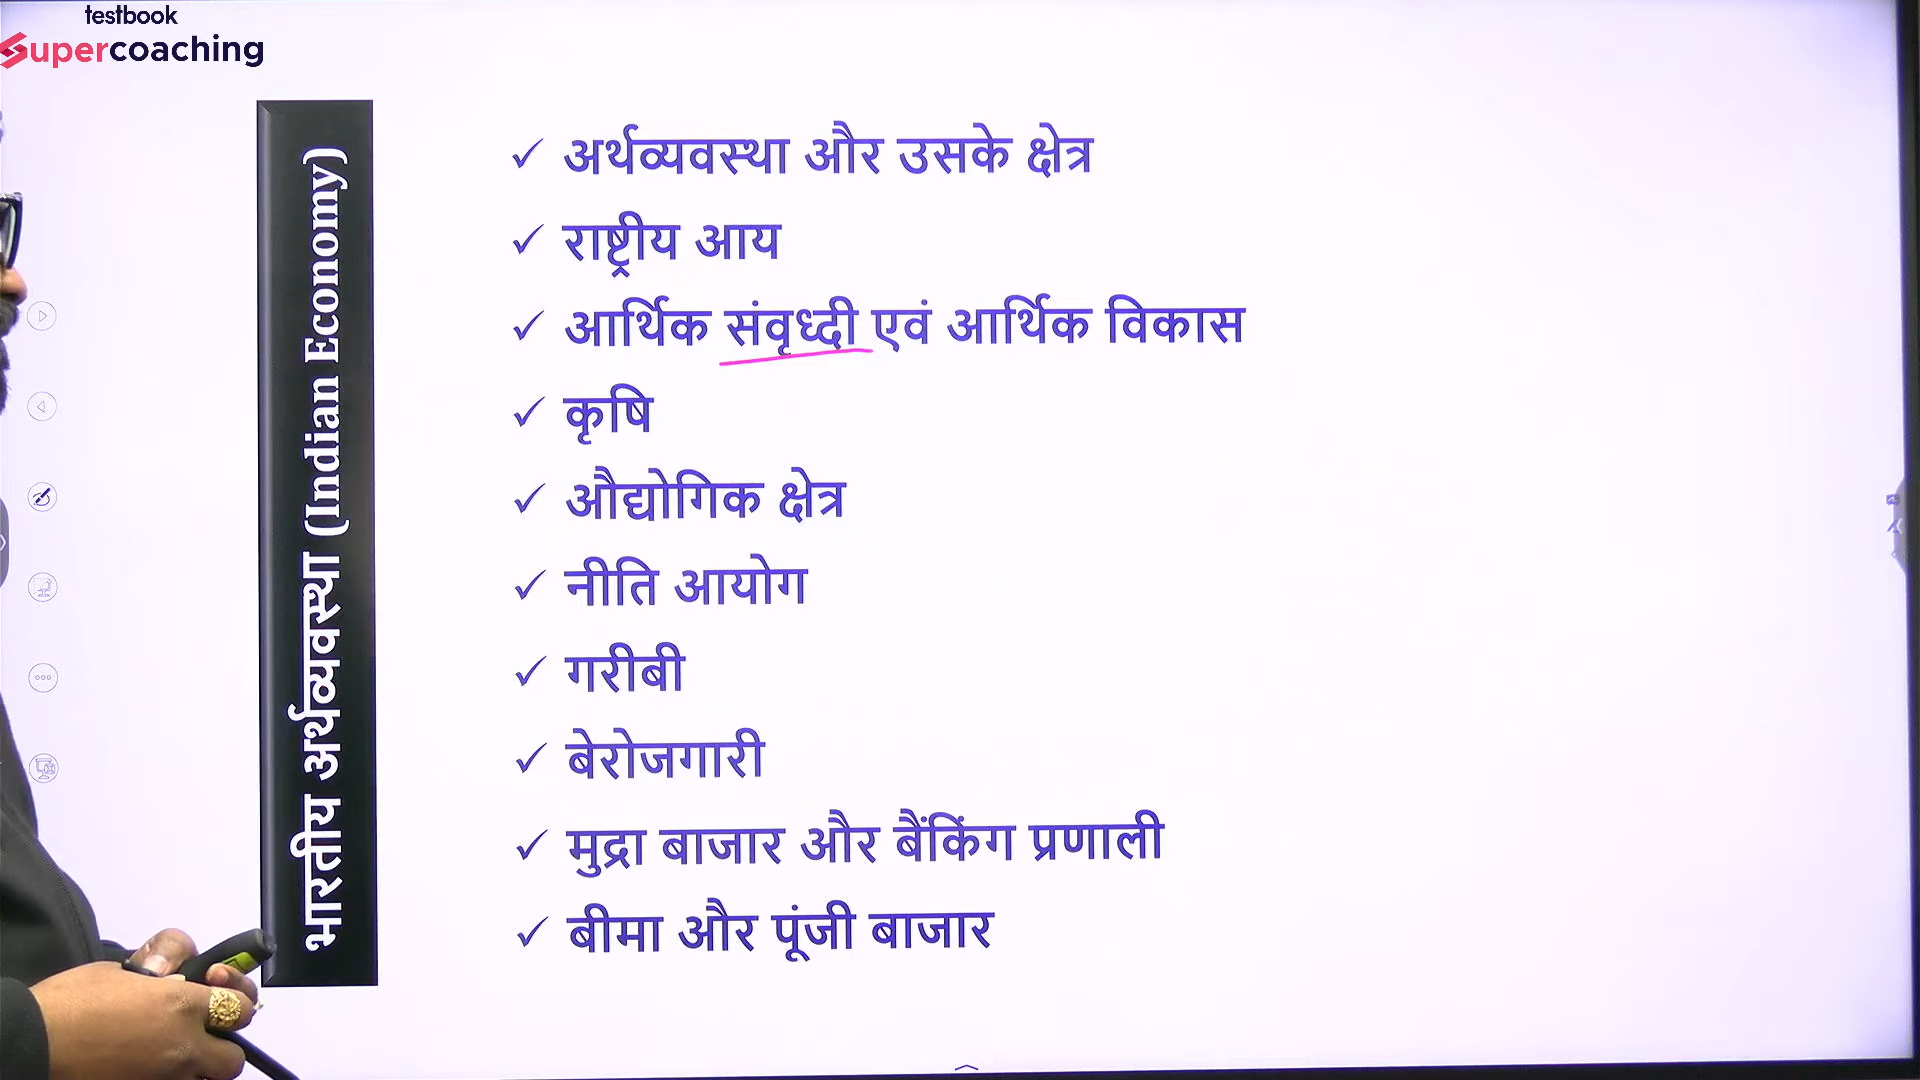 testbook
Supercoaching
भारतीय अर्थव्यवस्था (Indian Economy)
✓ अर्थव्यवस्था और उसके क्षेत्र
✓ राष्ट्रीय आय
✓ आर्थिक संवृध्दी एवं आर्थिक विकास
✓ कृषि
✓ औद्योगिक क्षेत्र
✓ नीति आयोग
✓ गरीबी
✓ बेरोजगारी
✓ मुद्रा बाजार और बैंकिंग प्रणाली
✓ बीमा और पूंजी बाजार